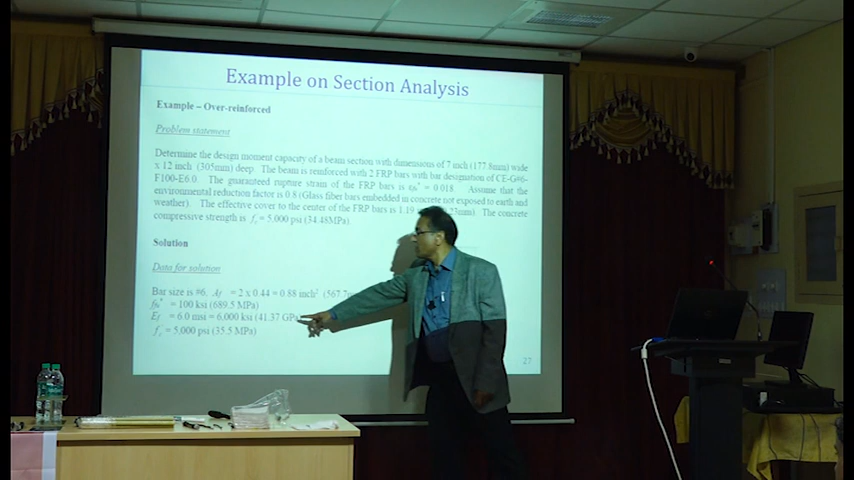 Example on Section Analysis
Example – Over-reinforced
Problem statement
Determine the design moment capacity of a beam section with dimensions of 7 inch (177.8mm) wide
x 12 inch (305mm) deep. The beam is reinforced with 2 FRP bars with bar designation of CE-G#6-
F100-E6.0. The guaranteed rupture strain of the FRP bars is εfu* = 0.018. Assume that the
environmental reduction factor is 0.8 (Glass fiber bars embedded in concrete not exposed to earth and
weather). The effective cover to the center of the FRP bars is 1.19 mm). The concrete
compressive strength is f'c = 5,000 psi (34.48MPa).
Solution
Data for solution
Bar size is #6; Af = 2 x 0.44 = 0.88 inch² (567.7
ffu* = 100 ksi (689.5 MPa)
Ef = 6.0 msi = 6,000 ksi (41.37 GPa
f'c = 5,000 psi (35.5 MPa)
27